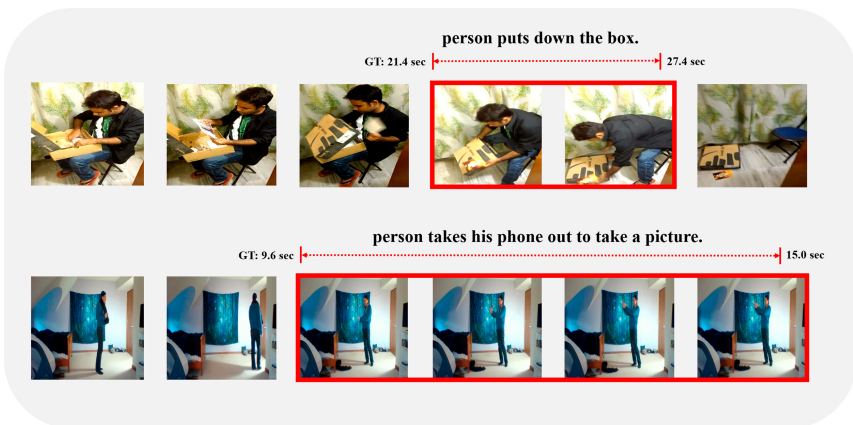 person puts down the box.
GT: 21.4 sec
27.4 sec
person takes his phone out to take a picture.
GT: 9.6 sec
15.0 sec